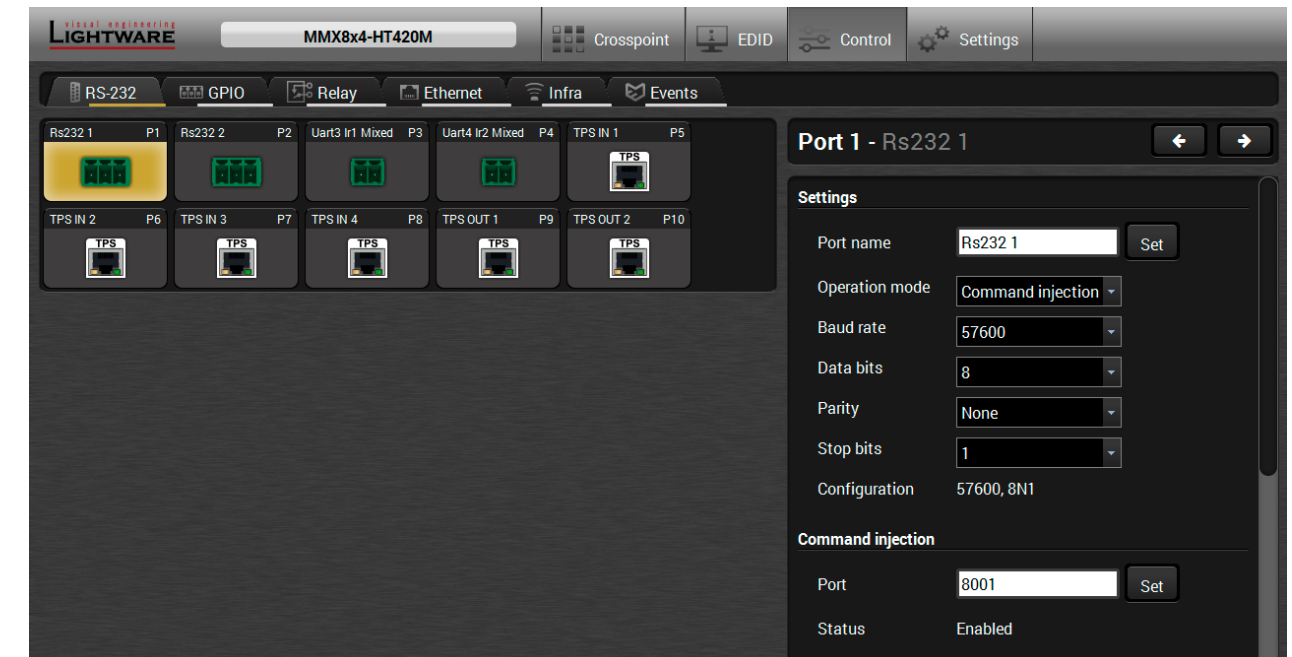 visual engineering
LIGHTWARE
MMX8x4-HT420M
Crosspoint
EDID
Control
Settings
RS-232
GPIO
Relay
Ethernet
Infra
Events
Rs232 1 P1
Rs232 2 P2
Uart3 Ir1 Mixed P3
Uart4 Ir2 Mixed P4
TPS IN 1 P5
TPS
TPS IN 2 P6
TPS IN 3 P7
TPS IN 4 P8
TPS OUT 1 P9
TPS OUT 2 P10
TPS
TPS
TPS
TPS
TPS
Port 1 - Rs232 1
Settings
Port name Rs232 1 Set
Operation mode Command injection
Baud rate 57600
Data bits 8
Parity None
Stop bits 1
Configuration 57600, 8N1
Command injection
Port 8001 Set
Status Enabled